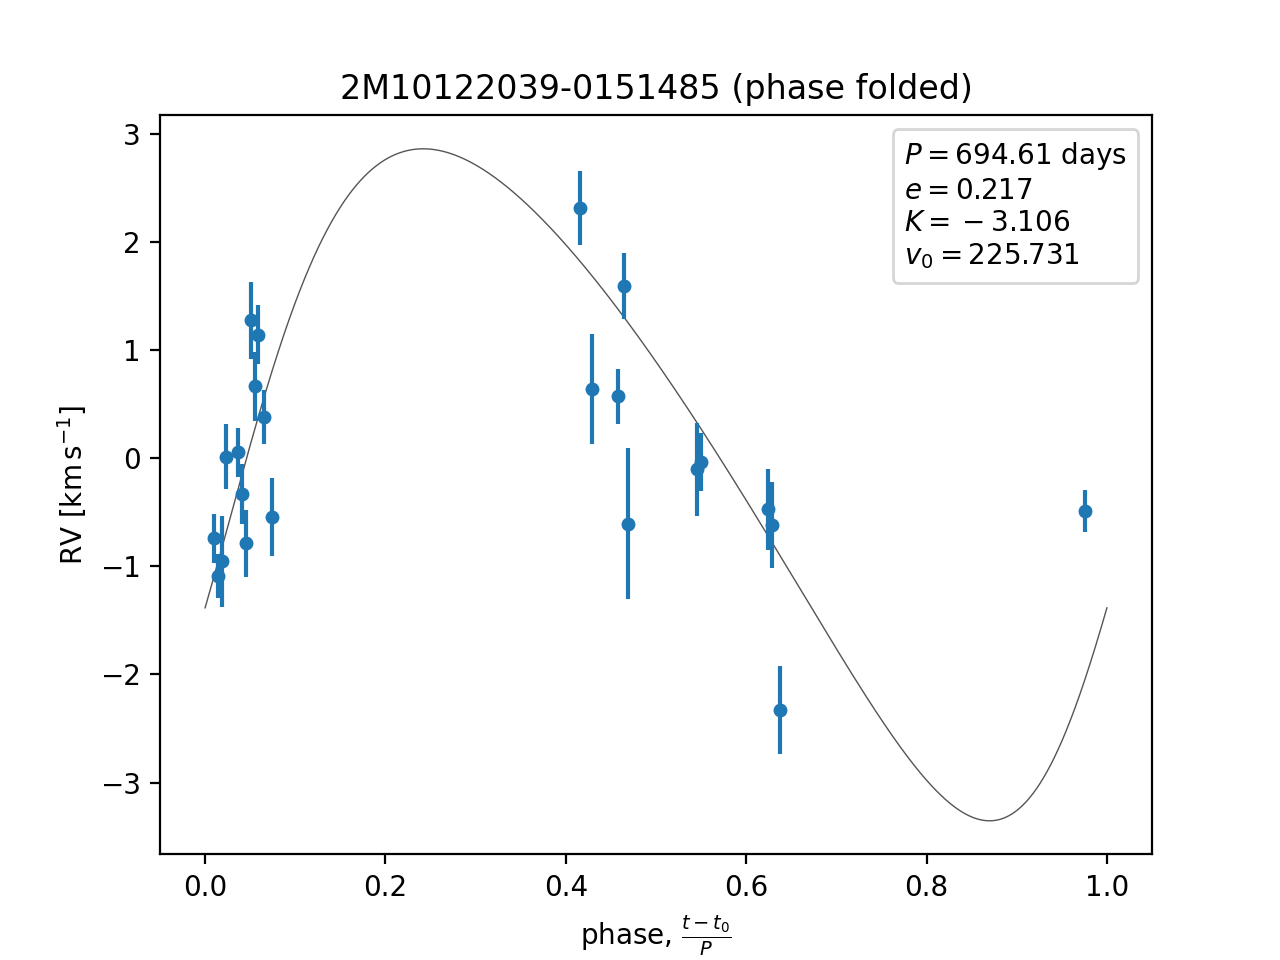 2M10122039-0151485 (phase folded)
P = 694.61 days
e = 0.217
K = −3.106
v₀ = 225.731
RV [km s⁻¹]
3
2
1
0
−1
−2
−3
0.0 0.2 0.4 0.6 0.8 1.0
phase, (t − t₀)/P